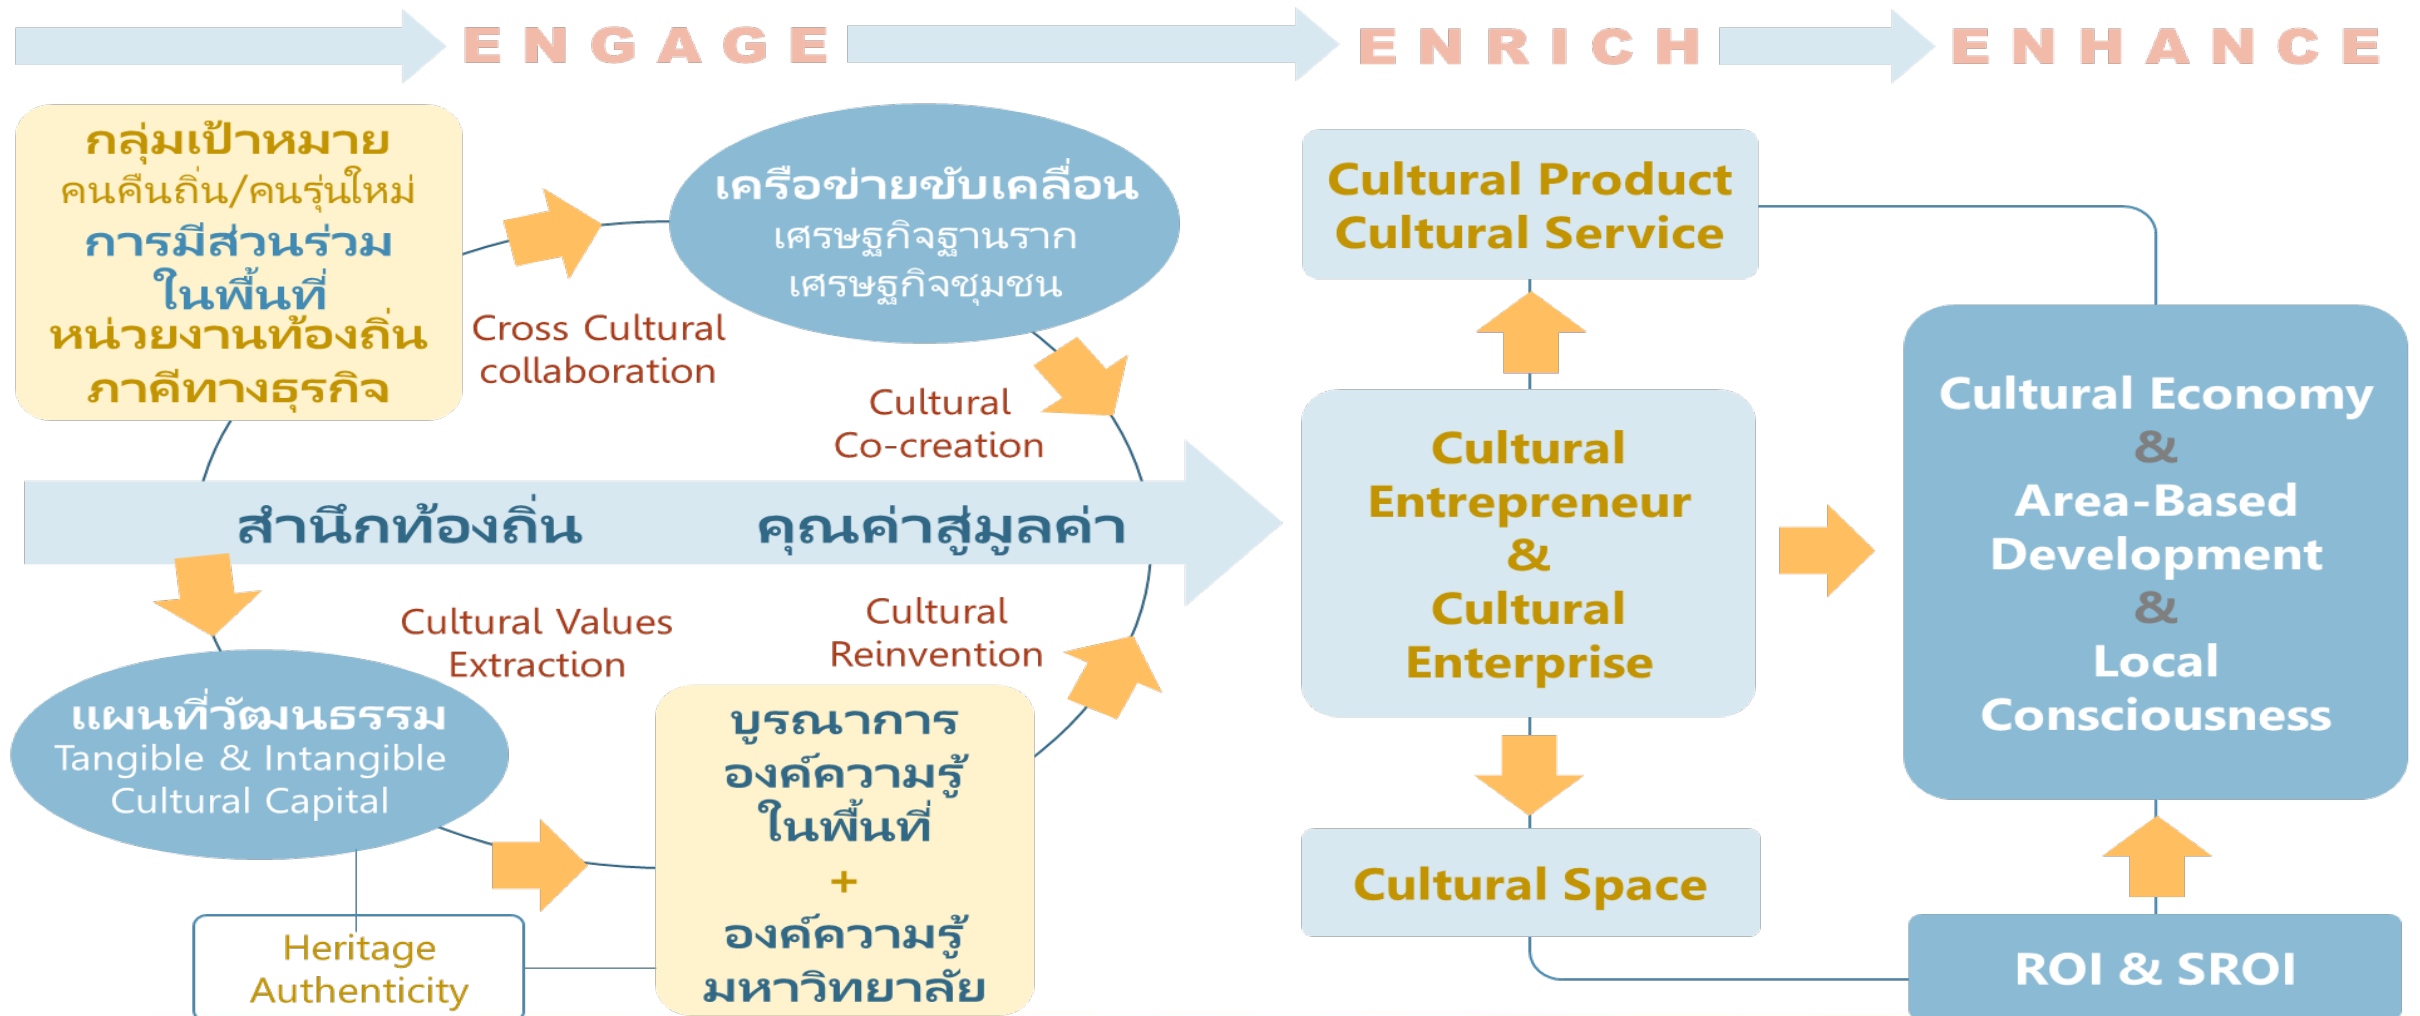 ENGAGE
ENRICH
ENHANCE
กลุ่มเป้าหมาย
คนคืนถิ่น/คนรุ่นใหม่
การมีส่วนร่วม
ในพื้นที่
หน่วยงานท้องถิ่น
ภาคีทางธุรกิจ
Cross Cultural
collaboration
เครือข่ายขับเคลื่อน
เศรษฐกิจฐานราก
เศรษฐกิจชุมชน
Cultural
Co-creation
สำนึกท้องถิ่น
คุณค่าสู่มูลค่า
Cultural Values
Extraction
Cultural
Reinvention
แผนที่วัฒนธรรม
Tangible & Intangible
Cultural Capital
Heritage
Authenticity
บูรณาการ
องค์ความรู้
ในพื้นที่
+
องค์ความรู้
มหาวิทยาลัย
Cultural Product
Cultural Service
Cultural
Entrepreneur
&
Cultural
Enterprise
Cultural Space
Cultural Economy
&
Area-Based
Development
&
Local
Consciousness
ROI & SROI